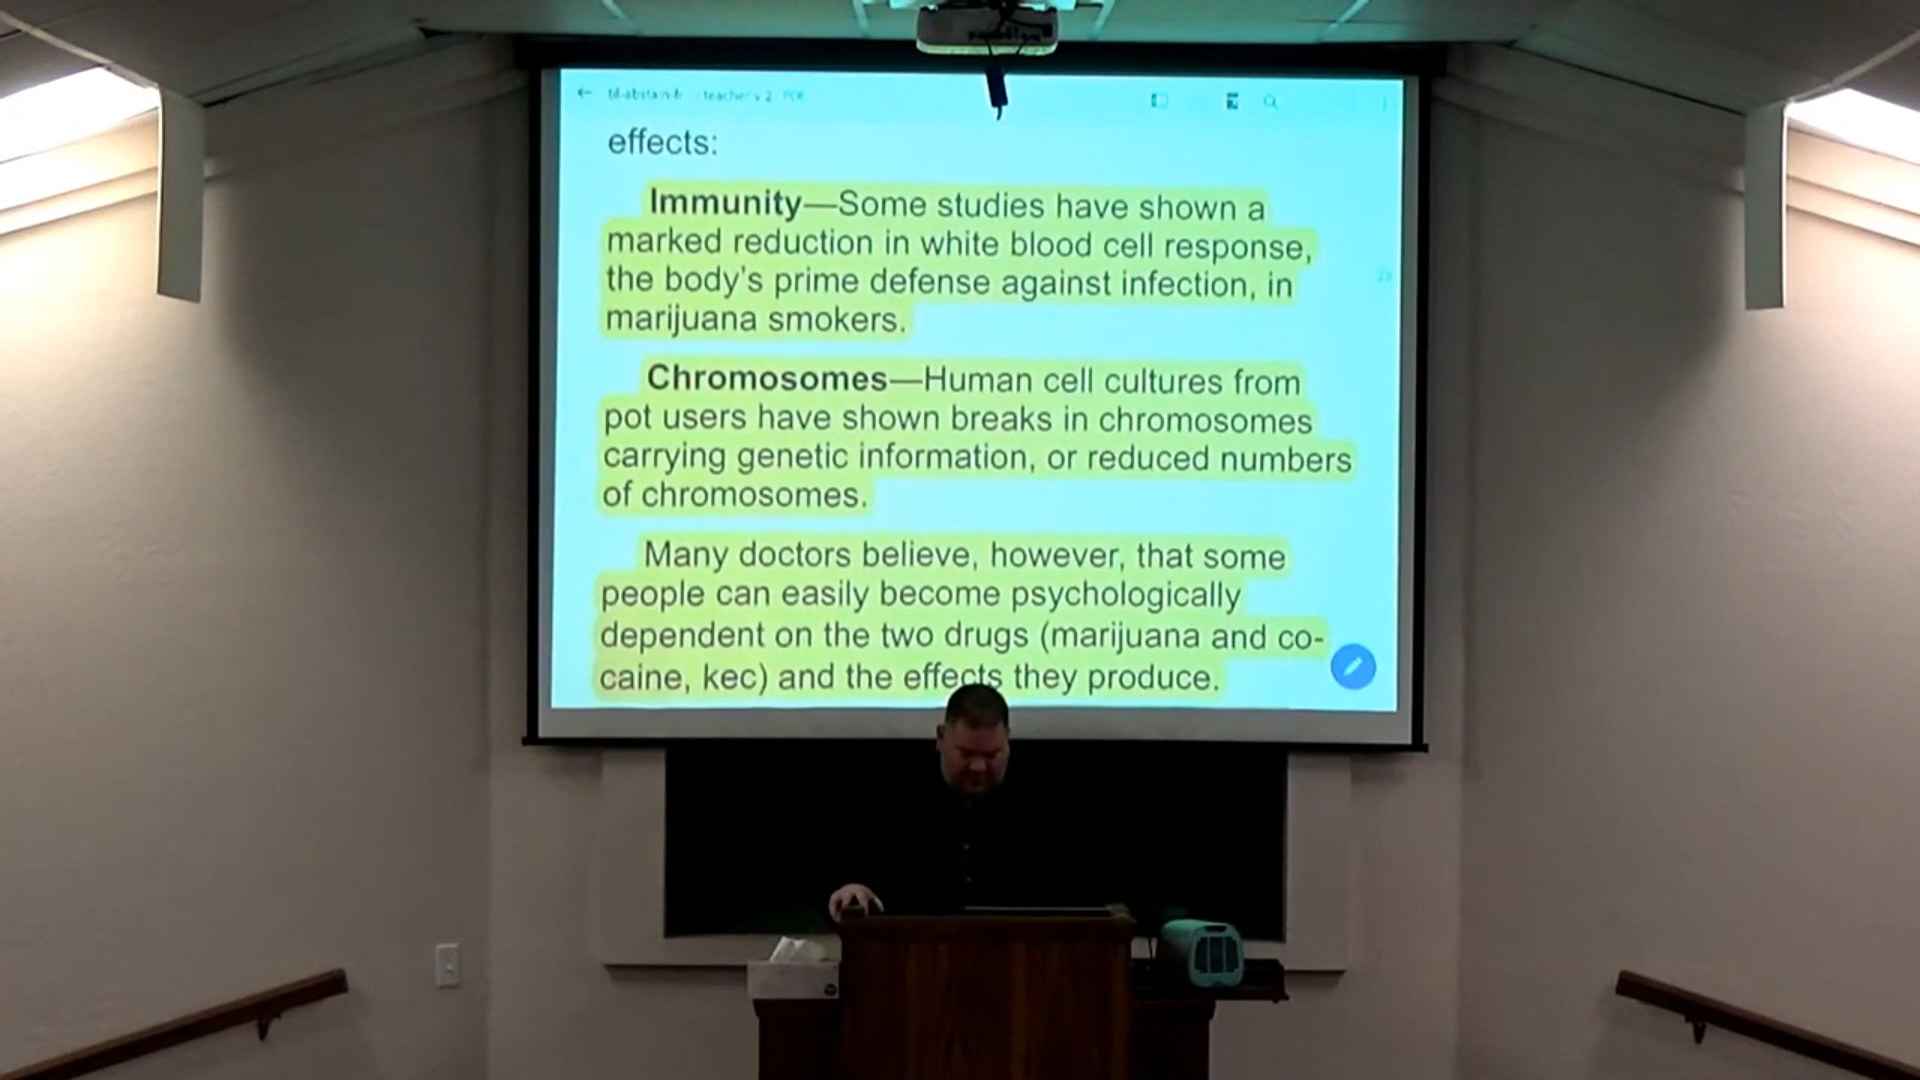 teacher v 2 PDF
effects:
Immunity—Some studies have shown a
marked reduction in white blood cell response,
the body's prime defense against infection, in
marijuana smokers.
Chromosomes—Human cell cultures from
pot users have shown breaks in chromosomes
carrying genetic information, or reduced numbers
of chromosomes.
Many doctors believe, however, that some
people can easily become psychologically
dependent on the two drugs (marijuana and co-
caine, kec) and the effects they produce.